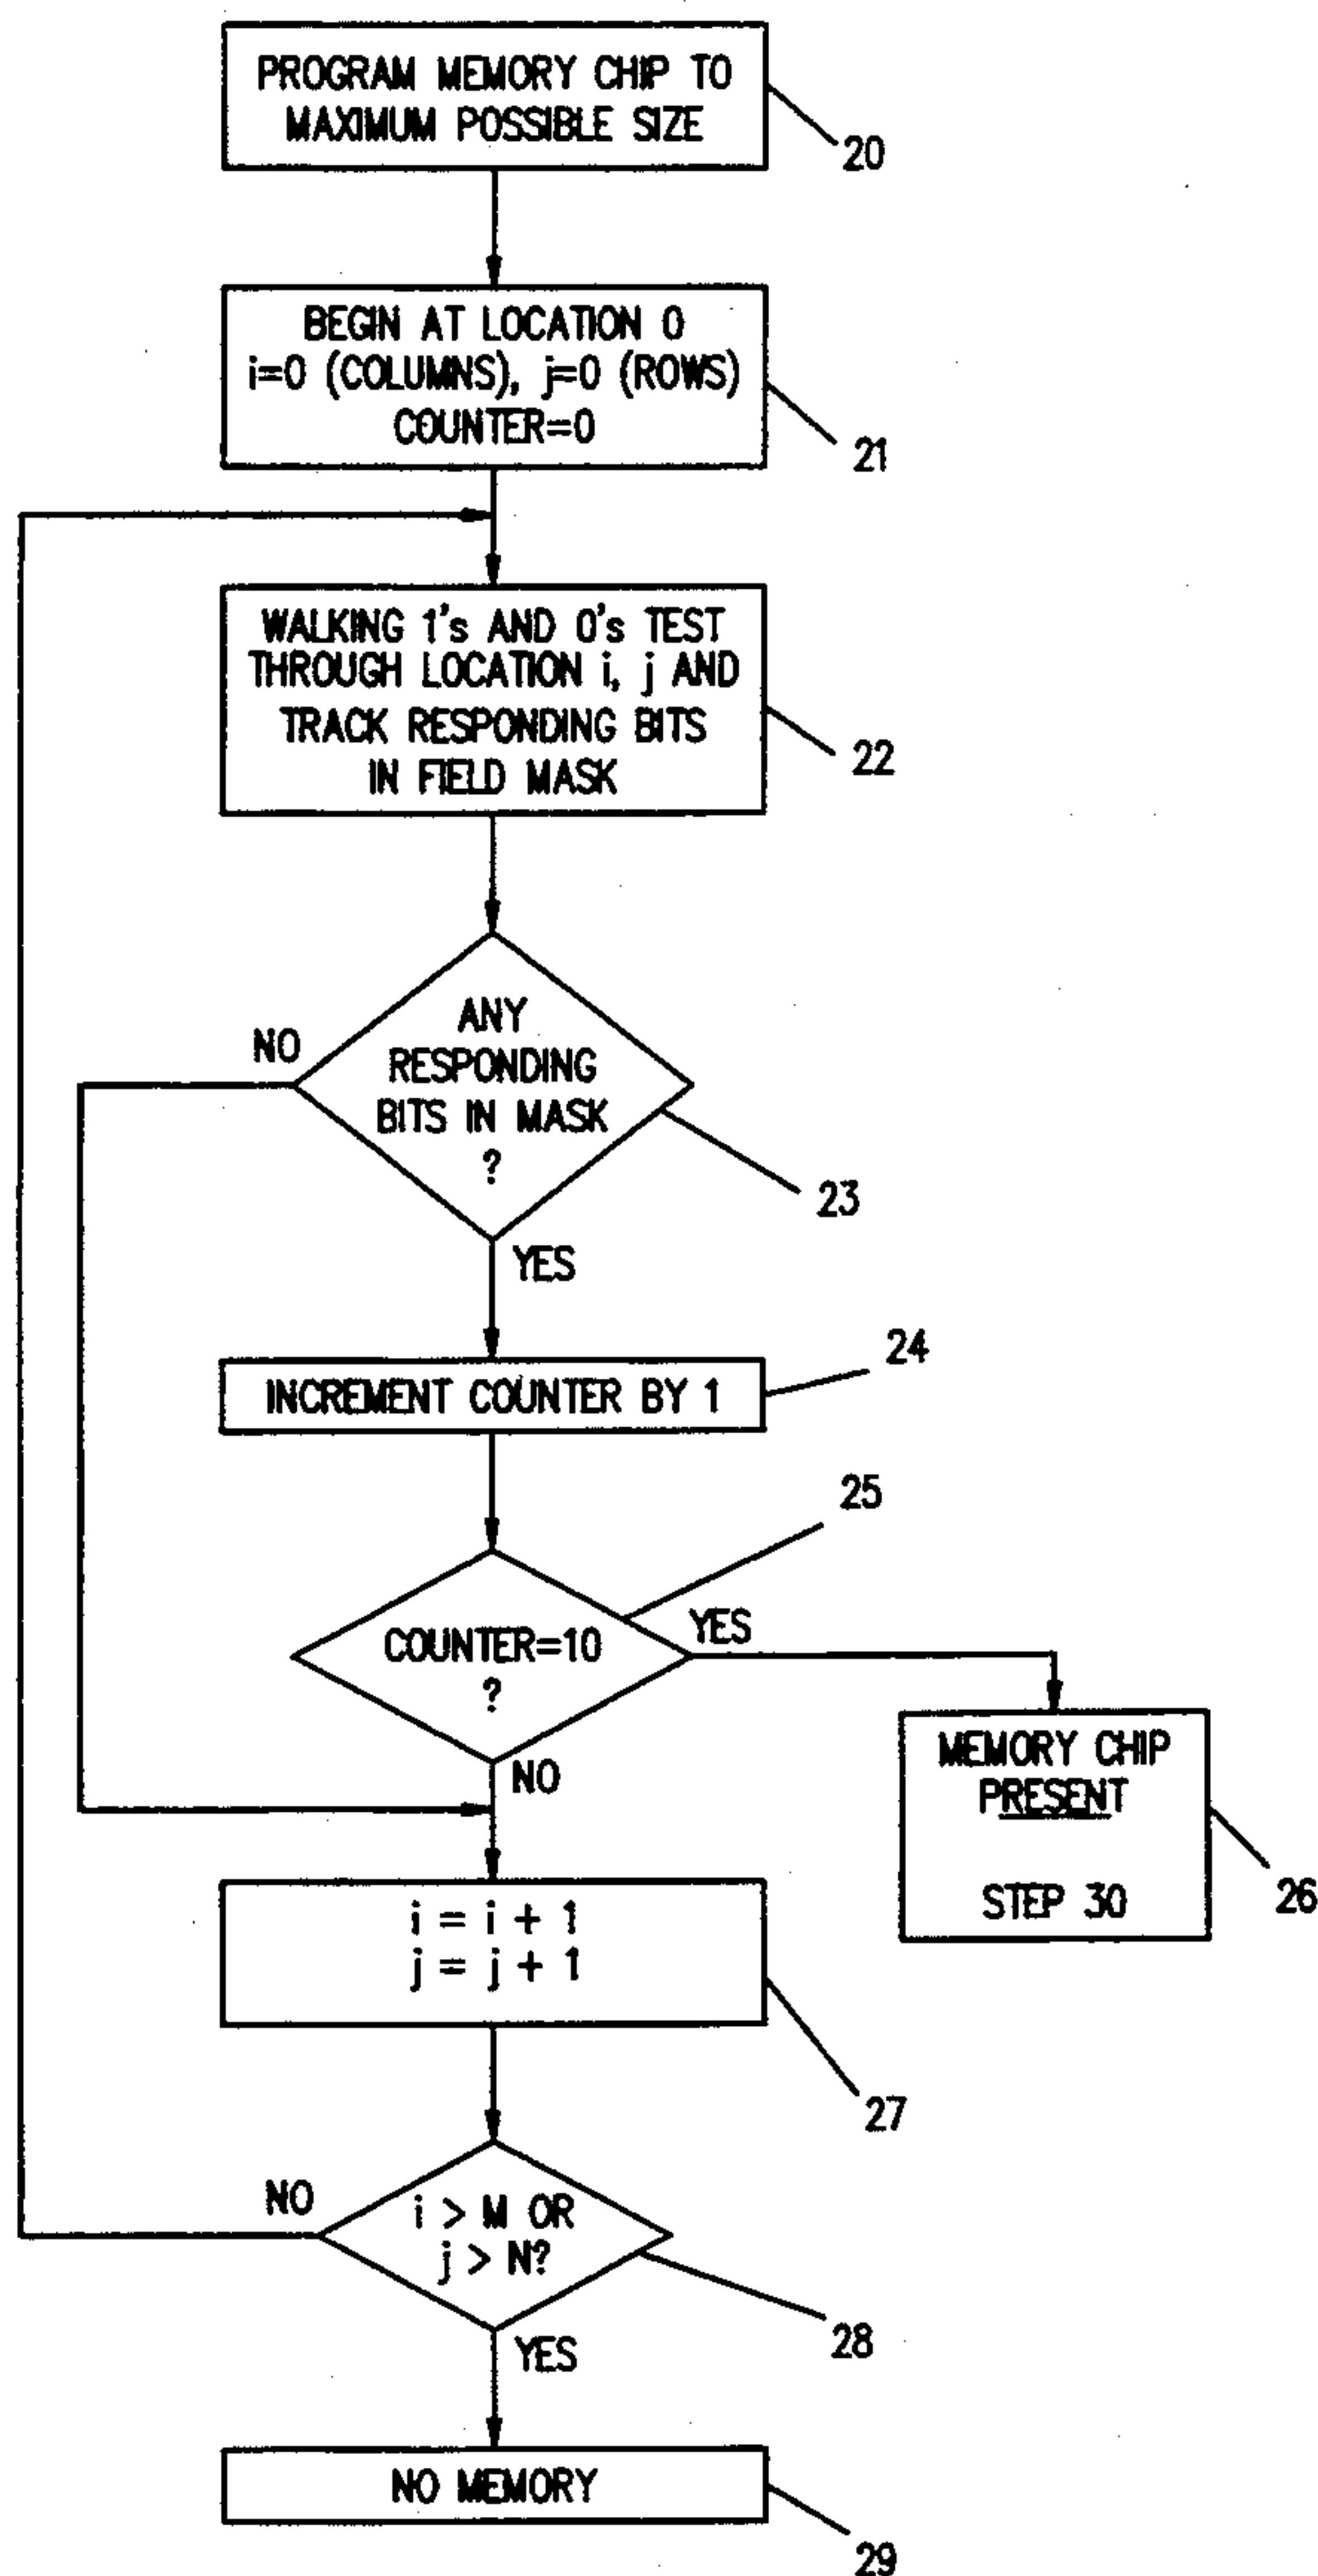 PROGRAM MEMORY CHIP TO
MAXIMUM POSSIBLE SIZE
20
BEGIN AT LOCATION 0
i=0 (COLUMNS), j=0 (ROWS)
COUNTER=0
21
WALKING 1's AND 0's TEST
THROUGH LOCATION i, j AND
TRACK RESPONDING BITS
IN FIELD MASK
22
ANY
RESPONDING
BITS IN MASK
?
NO
23
YES
24
INCREMENT COUNTER BY 1
25
COUNTER=10
?
YES
NO
MEMORY CHIP
PRESENT
STEP 30
26
i = i + 1
j = j + 1
27
NO
i > M OR
j > N?
28
YES
NO MEMORY
29